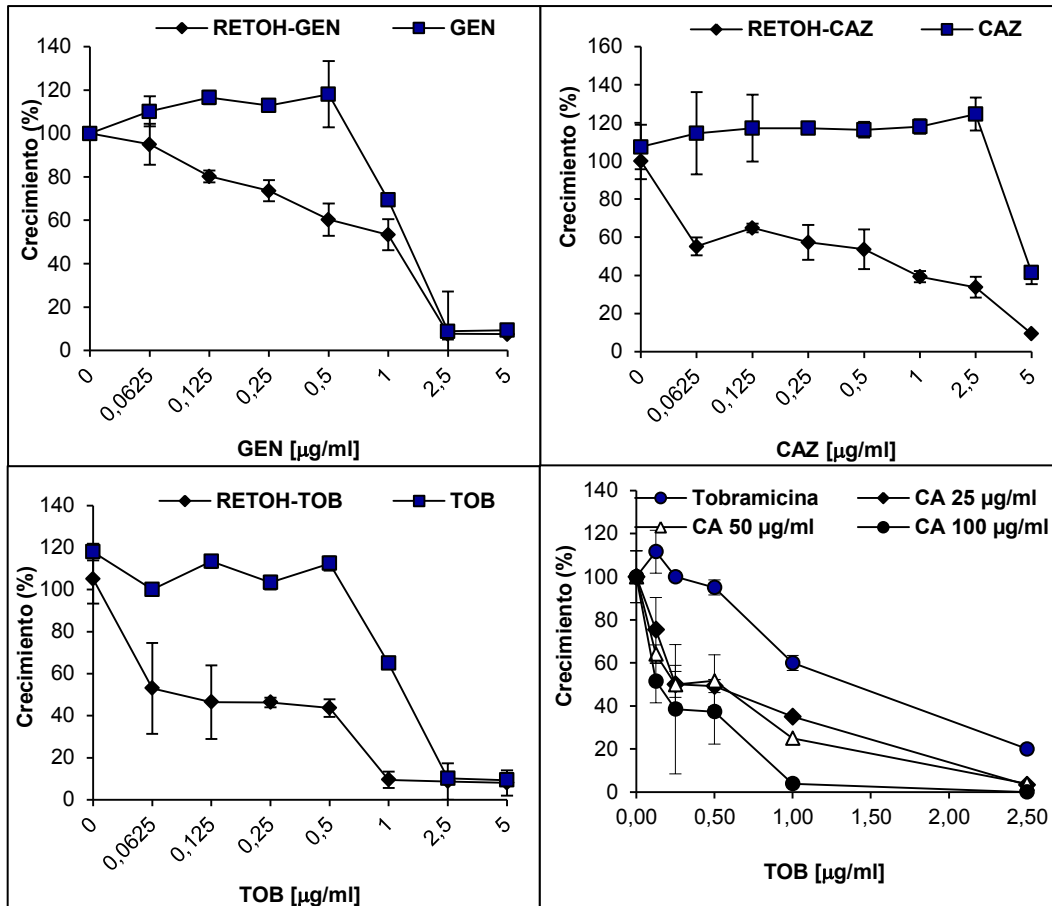 RETOH-GEN GEN
Crecimiento (%)
140
120
100
80
60
40
20
0
0 0,0625 0,125 0,25 0,5 1 2,5 5
GEN [µg/ml]
RETOH-CAZ CAZ
Crecimiento (%)
160
140
120
100
80
60
40
20
0
0 0,0625 0,125 0,25 0,5 1 2,5 5
CAZ [µg/ml]
RETOH-TOB TOB
Crecimiento (%)
140
120
100
80
60
40
20
0
0 0,0625 0,125 0,25 0,5 1 2,5 5
TOB [µg/ml]
Tobramicina CA 25 µg/ml
CA 50 µg/ml CA 100 µg/ml
Crecimiento (%)
140
120
100
80
60
40
20
0
0,00 0,50 1,00 1,50 2,00 2,50
TOB [µg/ml]